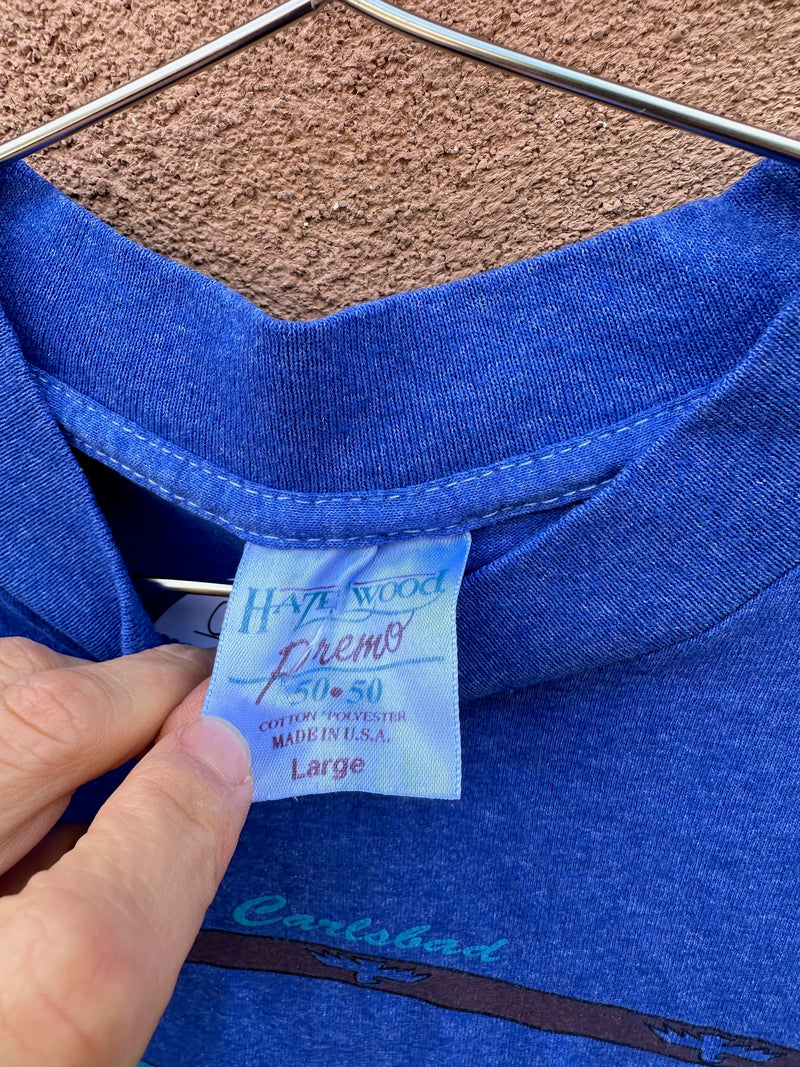 HAZELWOOD
Premo
50•50
COTTON POLYESTER
MADE IN U.S.A.
Large
Carlsbad